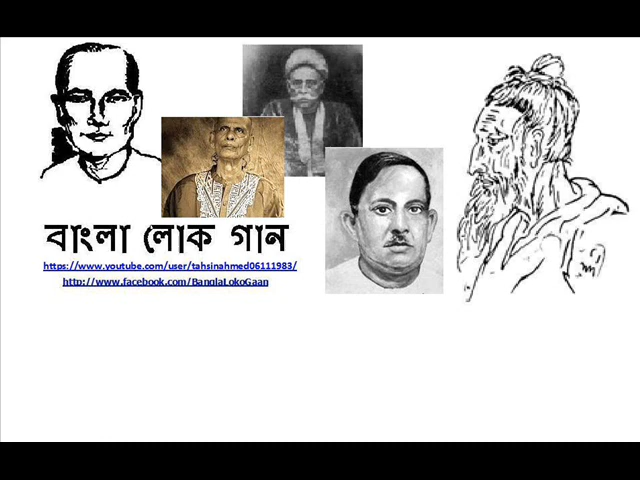 বাংলা লোক গান
https://www.youtube.com/user/tahsinahmed06111983/
http://www.facebook.com/BanglaLokoGaan